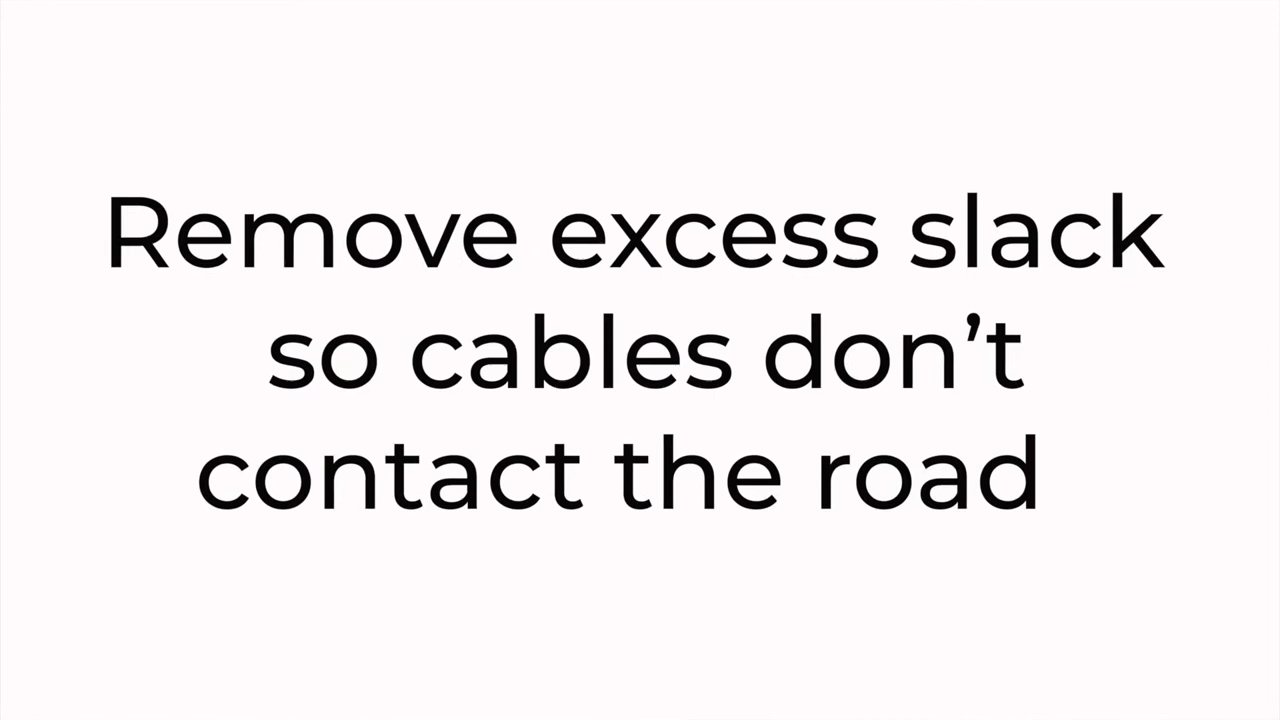 Remove excess slack
so cables don’t
contact the road